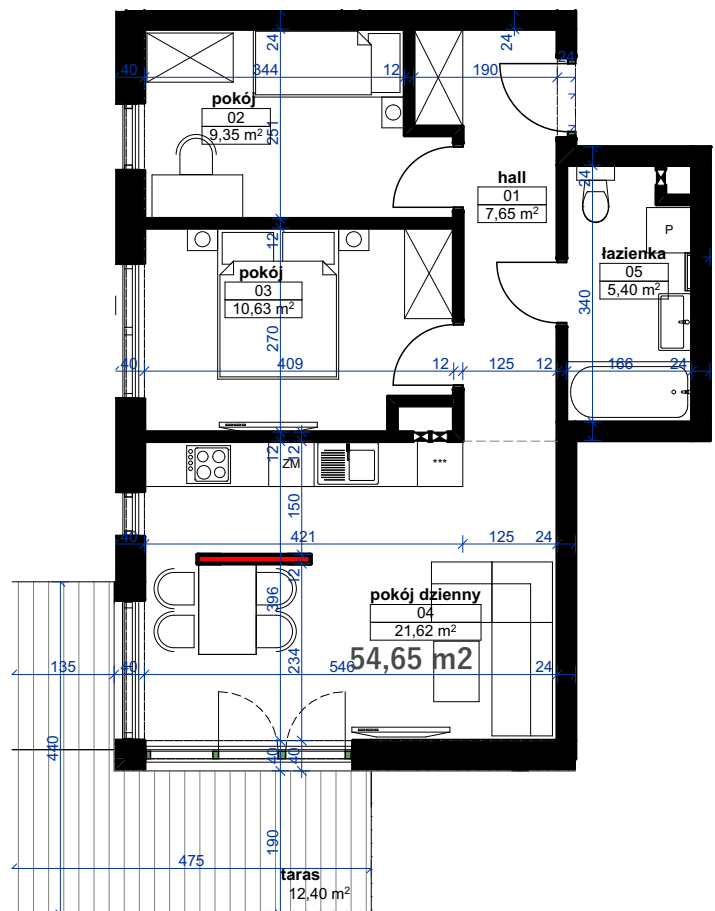 24
24
40
344
12
190
24
pokój
02
9,35 m²
251
24
hall
01
7,65 m²
P
łazienka
05
5,40 m²
12
pokój
03
10,63 m²
340
270
40
409
12
125
12
166
24
12
12
ZM
***
150
40
421
125
24
12
396
pokój dzienny
04
21,62 m²
234
54,65 m2
135
40
546
24
440
40
40
190
475
taras
12,40 m²